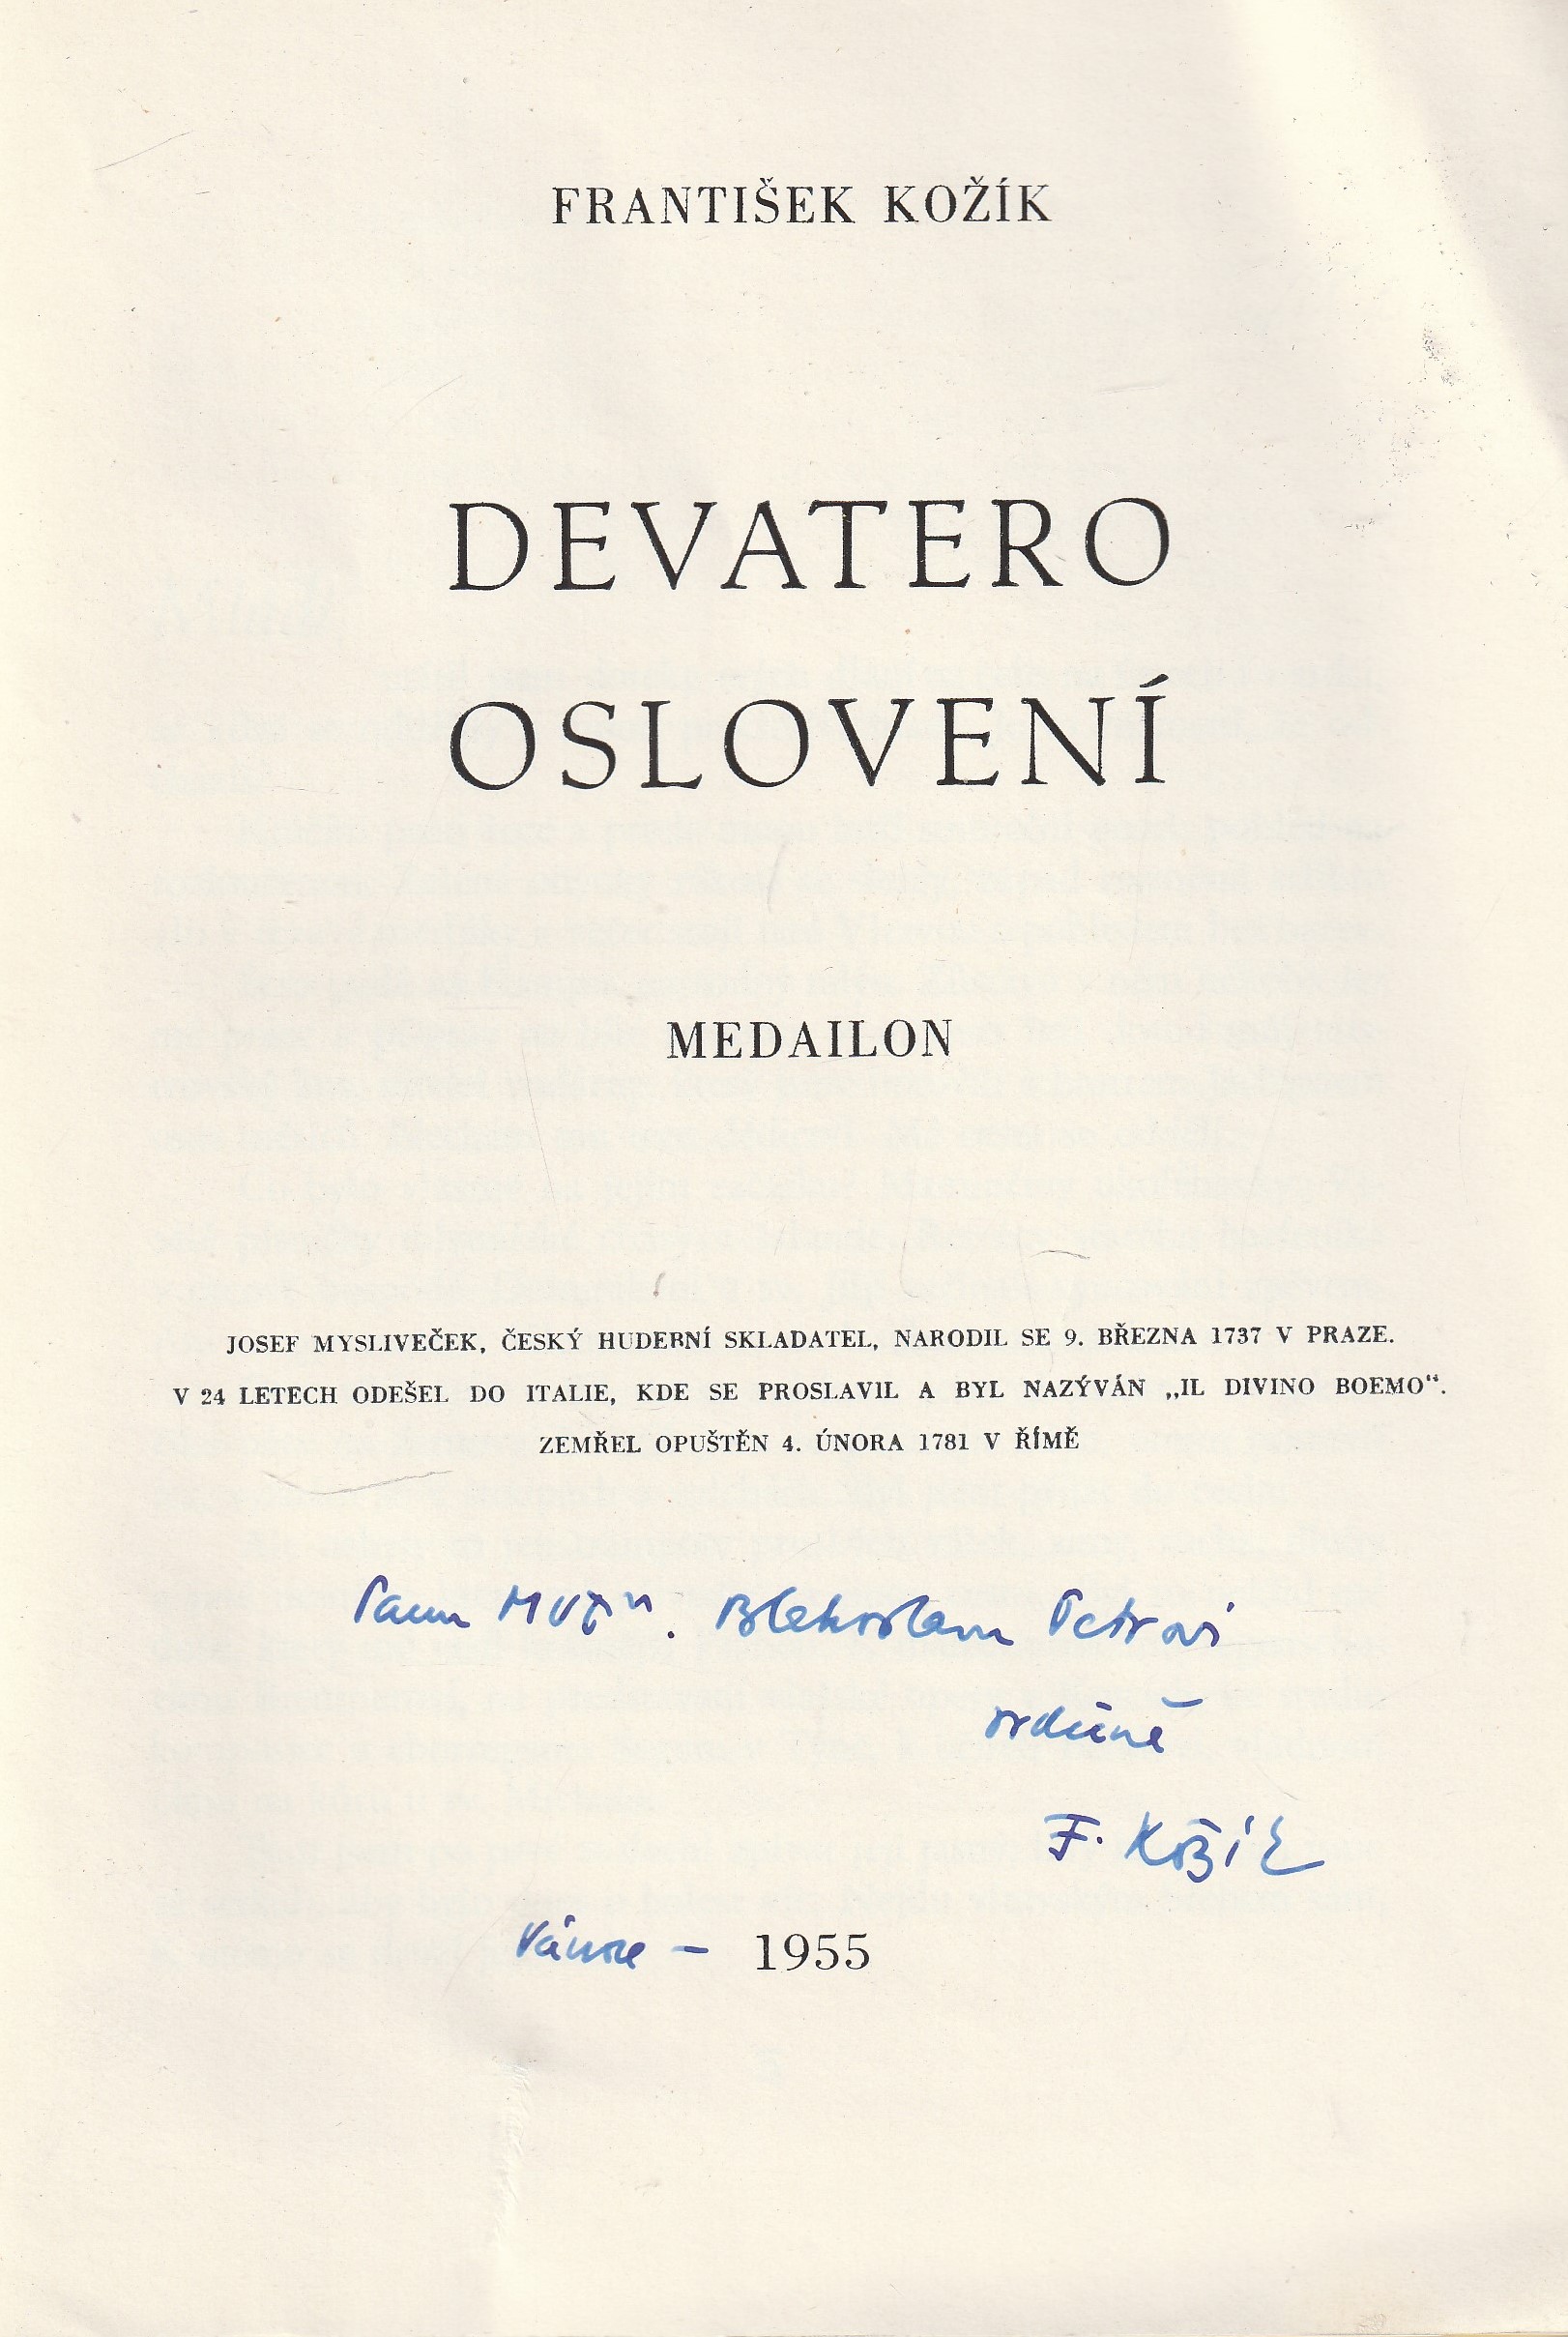 FRANTIŠEK KOŽÍK
DEVATERO
OSLOVENÍ
MEDAILON
JOSEF MYSLIVEČEK, ČESKÝ HUDEBNÍ SKLADATEL, NARODIL SE 9. BŘEZNA 1737 V PRAZE.
V 24 LETECH ODEŠEL DO ITALIE, KDE SE PROSLAVIL A BYL NAZÝVÁN „IL DIVINO BOEMO“.
ZEMŘEL OPUŠTĚN 4. ÚNORA 1781 V ŘÍMĚ
Panu Petrovi
srdečně
F. Kožík
Vánoce – 1955